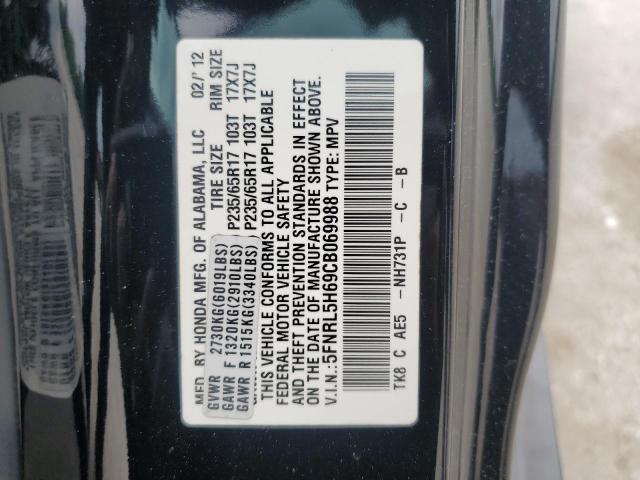 MFD BY HONDA MFG. OF ALABAMA, LLC 02/'12
TIRE SIZE RIM SIZE
GVWR 2730KG(6019LBS)
GAWR F 1320KG(2910LBS) P235/65R17 103T 17X7J
GAWR R 1515KG(3340LBS) P235/65R17 103T 17X7J
THIS VEHICLE CONFORMS TO ALL APPLICABLE
FEDERAL MOTOR VEHICLE SAFETY
AND THEFT PREVENTION STANDARDS IN EFFECT
ON THE DATE OF MANUFACTURE SHOWN ABOVE.
V.I.N.:5FNRL5H69CB069988 TYPE: MPV
TK8 C AE5 -NH731P -C -B